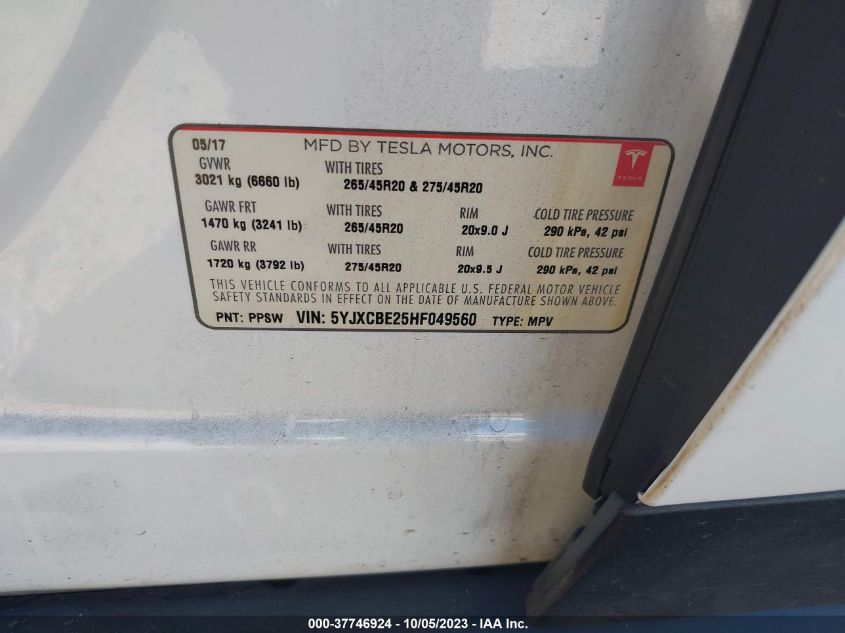 05/17 MFD BY TESLA MOTORS, INC.
GVWR WITH TIRES
3021 kg (6660 lb) 265/45R20 & 275/45R20
TESLA
GAWR FRT WITH TIRES RIM COLD TIRE PRESSURE
1470 kg (3241 lb) 265/45R20 20x9.0 J 290 kPa, 42 psi
GAWR RR WITH TIRES RIM COLD TIRE PRESSURE
1720 kg (3792 lb) 275/45R20 20x9.5 J 290 kPa, 42 psi
THIS VEHICLE CONFORMS TO ALL APPLICABLE U.S. FEDERAL MOTOR VEHICLE
SAFETY STANDARDS IN EFFECT ON THE DATE OF MANUFACTURE SHOWN ABOVE.
PNT: PPSW VIN: 5YJXCBE25HF049560 TYPE: MPV
000-37746924 - 10/05/2023 - IAA Inc.